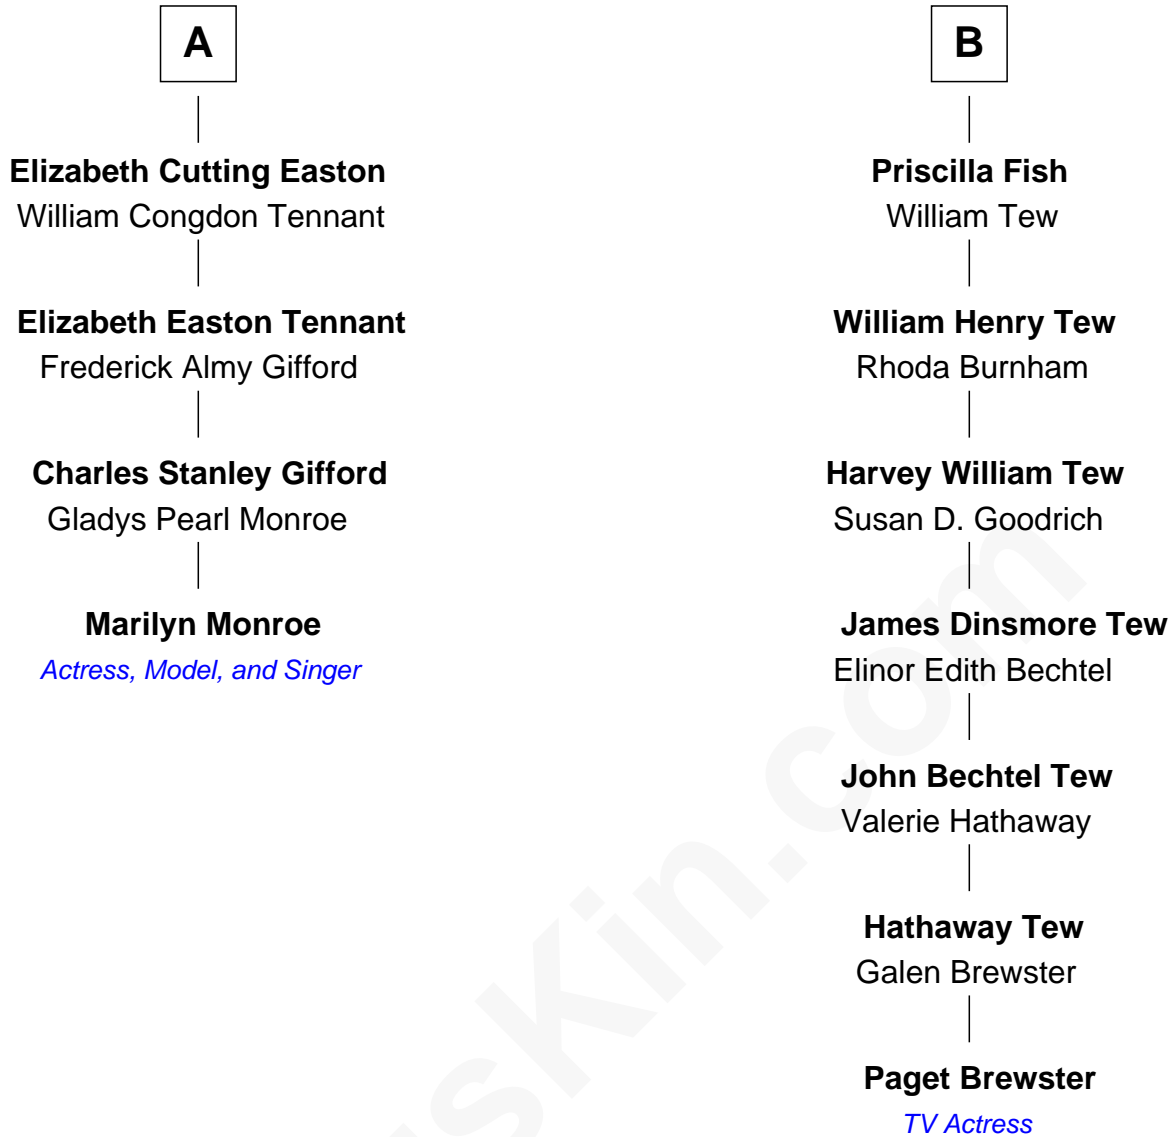 A
Elizabeth Cutting Easton
William Congdon Tennant
Elizabeth Easton Tennant
Frederick Almy Gifford
Charles Stanley Gifford
Gladys Pearl Monroe
Marilyn Monroe
Actress, Model, and Singer
B
Priscilla Fish
William Tew
William Henry Tew
Rhoda Burnham
Harvey William Tew
Susan D. Goodrich
James Dinsmore Tew
Elinor Edith Bechtel
John Bechtel Tew
Valerie Hathaway
Hathaway Tew
Galen Brewster
Paget Brewster
TV Actress
sKin.com